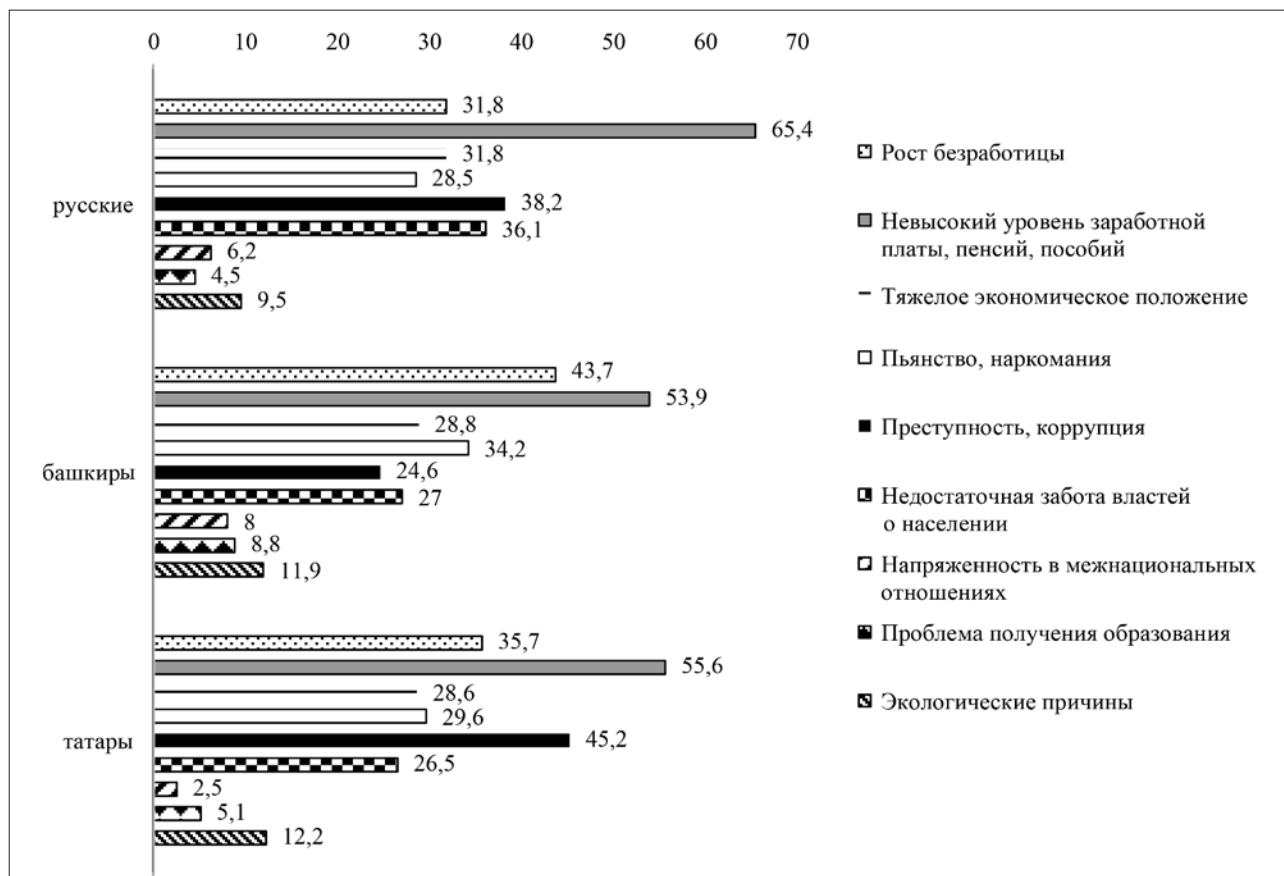 0 10 20 30 40 50 60 70
русские
31,8
65,4
31,8
28,5
38,2
36,1
6,2
4,5
9,5
башкиры
43,7
53,9
28,8
34,2
24,6
27
8
8,8
11,9
татары
35,7
55,6
28,6
29,6
45,2
26,5
2,5
5,1
12,2
Рост безработицы
Невысокий уровень заработной
платы, пенсий, пособий
Тяжелое экономическое положение
Пьянство, наркомания
Преступность, коррупция
Недостаточная забота властей
о населении
Напряженность в межнациональных
отношениях
Проблема получения образования
Экологические причины